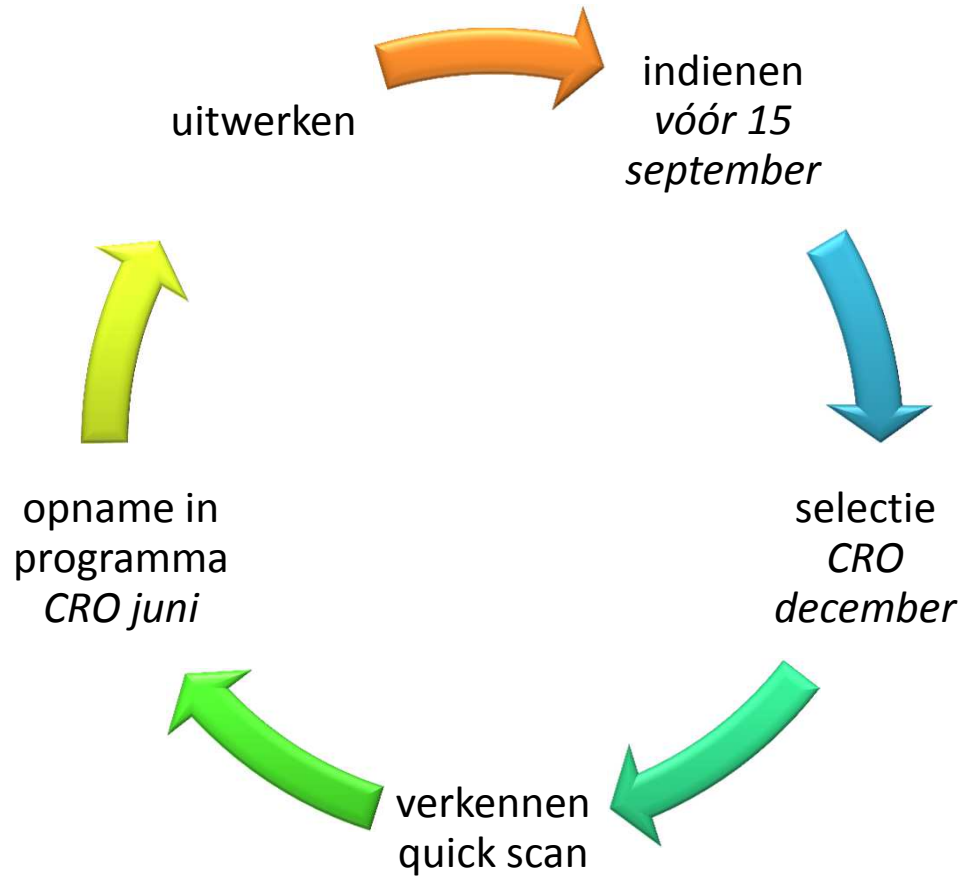 uitwerken
indienen
vóór 15
september
selectie
CRO
december
verkennen
quick scan
opname in
programma
CRO juni